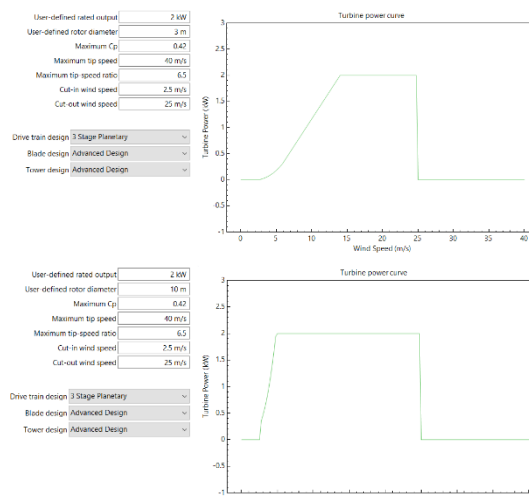 User-defined rated output 2 kW
User-defined rotor diameter 3 m
Maximum Cp 0.42
Maximum tip speed 40 m/s
Maximum tip-speed ratio 6.5
Cut-in wind speed 2.5 m/s
Cut-out wind speed 25 m/s
Drive train design 3 Stage Planetary
Blade design Advanced Design
Tower design Advanced Design
Turbine power curve
Turbine Power (kW)
3
2.5
2
1.5
1
0.5
0
-0.5
-1
0 5 10 15 20 25 30 35 40
Wind Speed (m/s)
User-defined rated output 2 kW
User-defined rotor diameter 10 m
Maximum Cp 0.42
Maximum tip speed 40 m/s
Maximum tip-speed ratio 6.5
Cut-in wind speed 2.5 m/s
Cut-out wind speed 25 m/s
Drive train design 3 Stage Planetary
Blade design Advanced Design
Tower design Advanced Design
Turbine power curve
Turbine Power (kW)
3
2.5
2
1.5
1
0.5
0
-0.5
-1